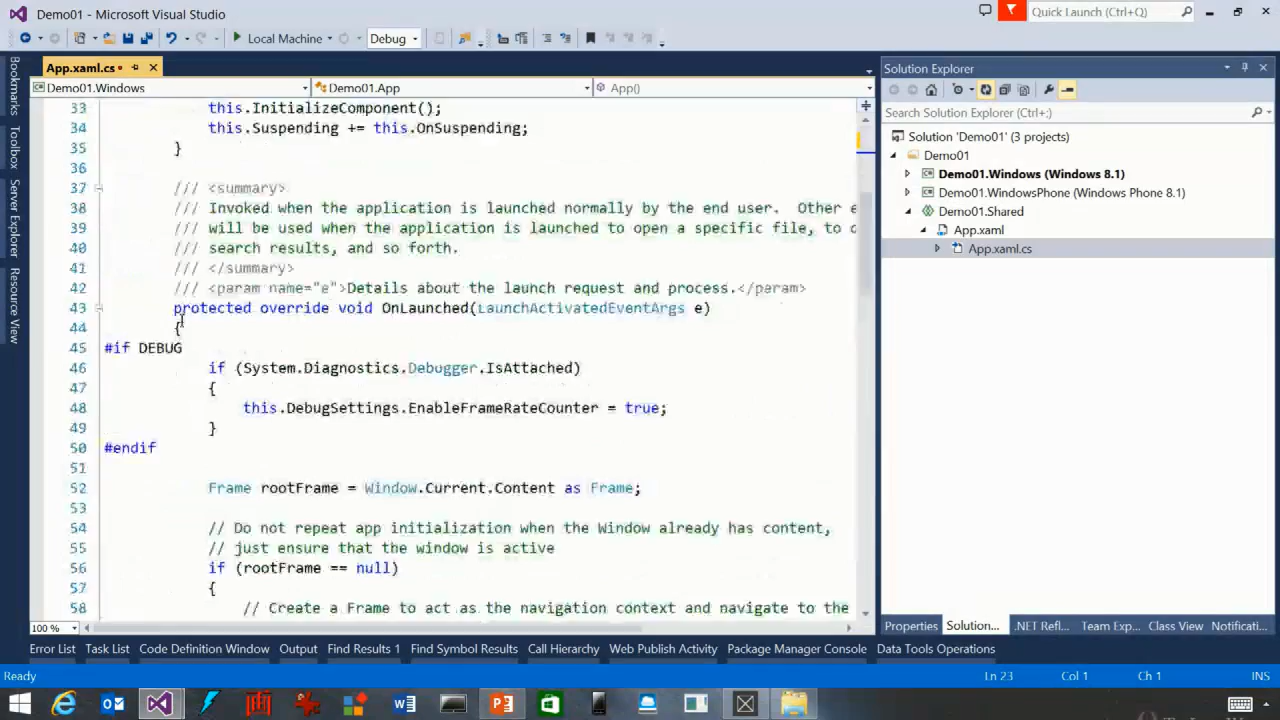 Demo01 - Microsoft Visual Studio
Quick Launch (Ctrl+Q)
Local Machine
Debug
Bookmarks
Toolbox
Server Explorer
Resource View
App.xaml.cs
Demo01.Windows
Demo01.App
App()
33 this.InitializeComponent();
34 this.Suspending += this.OnSuspending;
35 }
36
37 /// <summary>
38 /// Invoked when the application is launched normally by the end user.  Other e
39 /// will be used when the application is launched to open a specific file, to d
40 /// search results, and so forth.
41 /// </summary>
42 /// <param name="e">Details about the launch request and process.</param>
43 protected override void OnLaunched(LaunchActivatedEventArgs e)
44 {
45 #if DEBUG
46 if (System.Diagnostics.Debugger.IsAttached)
47 {
48 this.DebugSettings.EnableFrameRateCounter = true;
49 }
50 #endif
51
52 Frame rootFrame = Window.Current.Content as Frame;
53
54 // Do not repeat app initialization when the Window already has content,
55 // just ensure that the window is active
56 if (rootFrame == null)
57 {
58 // Create a Frame to act as the navigation context and navigate to the
100 %
Solution Explorer
Search Solution Explorer (Ctrl+;)
Solution 'Demo01' (3 projects)
Demo01
Demo01.Windows (Windows 8.1)
Demo01.WindowsPhone (Windows Phone 8.1)
Demo01.Shared
App.xaml
App.xaml.cs
Properties Solution... .NET Refl... Team Exp... Class View Notificati...
Error List Task List Code Definition Window Output Find Results 1 Find Symbol Results Call Hierarchy Web Publish Activity Package Manager Console Data Tools Operations
Ready Ln 23 Col 1 Ch 1 INS